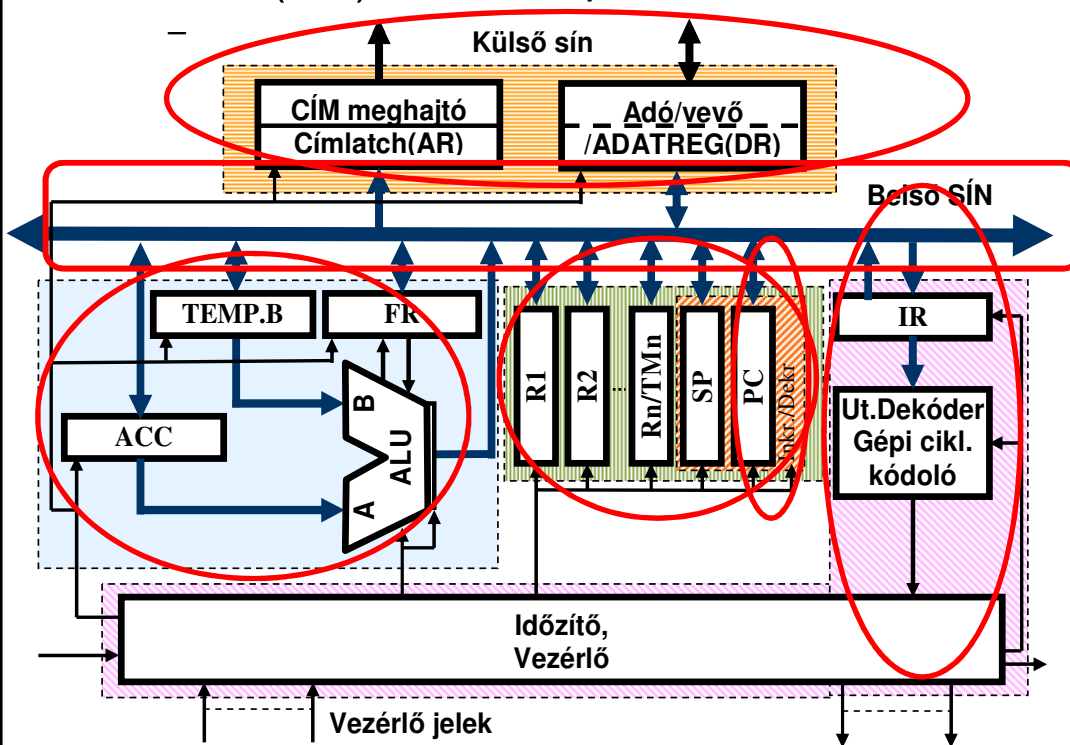 Külső sín
CÍM meghajtó
Címlatch(AR)
Adó/vevő
/ADATREG(DR)
Belső SÍN
TEMP.B
FR
ACC
A
B
ALU
R1
R2
...
Rn/TMn
SP
PC
Inkr./Dekr
IR
Ut.Dekóder
Gépi cikl.
kódoló
Időzítő,
Vezérlő
Vezérlő jelek